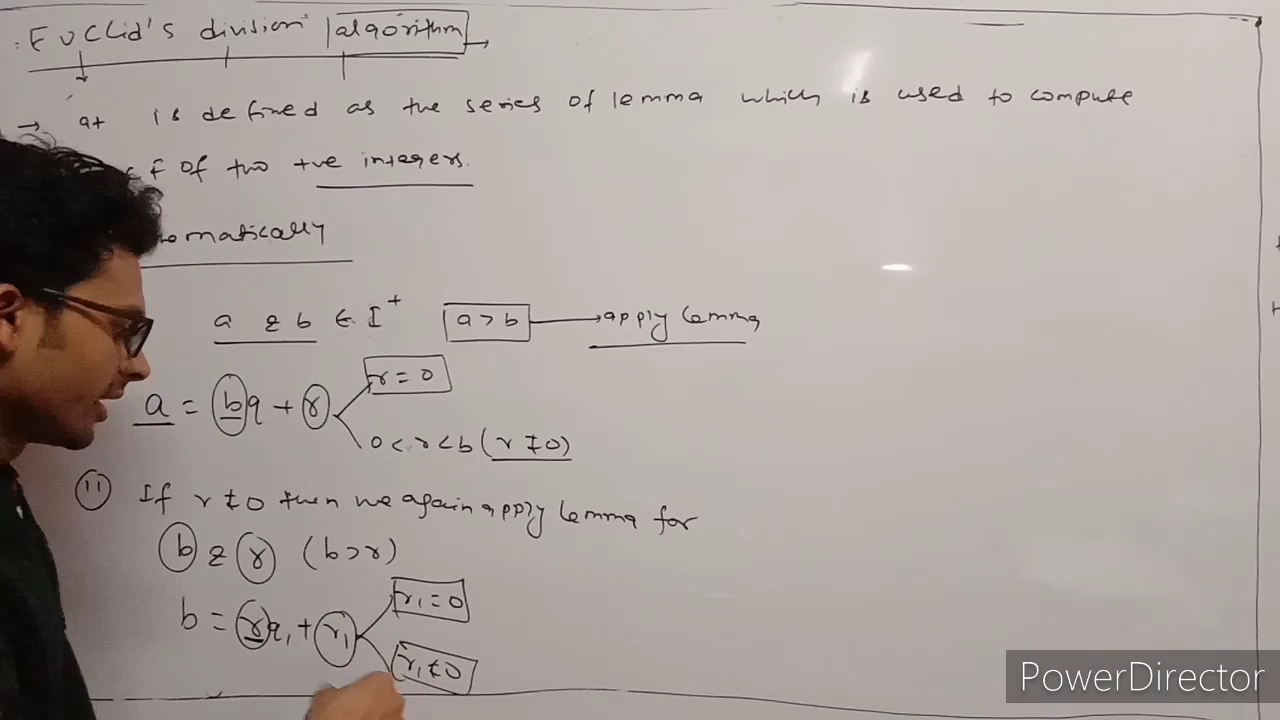 : Euclid's division algorithm →
→ at is defined as the series of lemma which is used to compute
F of two +ve integers.
matically
a & b ∈ I⁺ a > b → apply lemma
a = bq + r r = 0
0 < r < b (r ≠ 0)
(ii) If r ≠ 0 then we again apply lemma for
b & r (b > r)
b = rq₁ + r₁ r₁ = 0
r₁ ≠ 0
PowerDirector